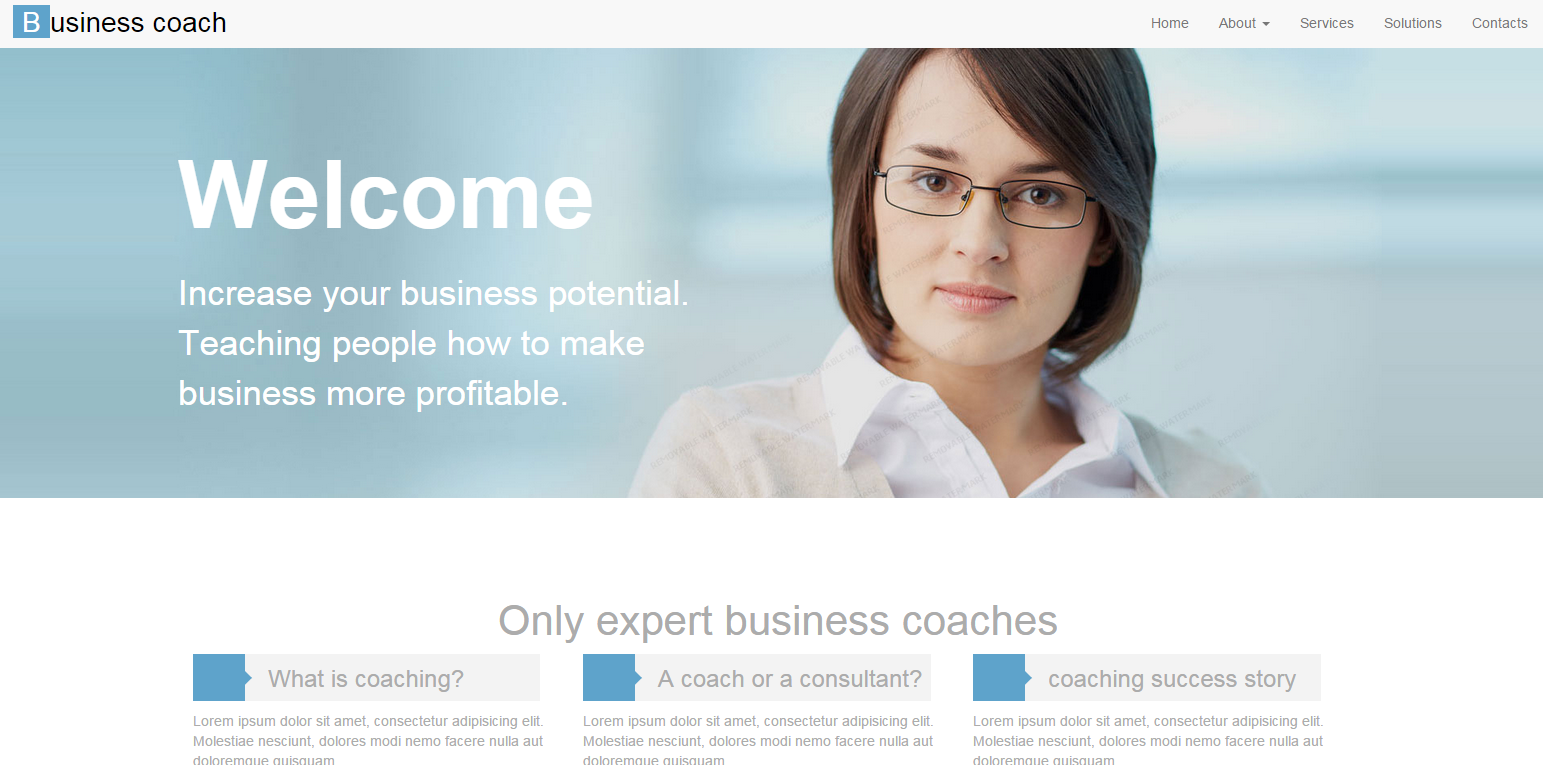 Business coach
Home About Services Solutions Contacts
Welcome
Increase your business potential.
Teaching people how to make
business more profitable.
REMOVABLE WATERMARK
Only expert business coaches
What is coaching?
Lorem ipsum dolor sit amet, consectetur adipisicing elit.
Molestiae nesciunt, dolores modi nemo facere nulla aut
doloremque quisquam
A coach or a consultant?
Lorem ipsum dolor sit amet, consectetur adipisicing elit.
Molestiae nesciunt, dolores modi nemo facere nulla aut
doloremque quisquam
coaching success story
Lorem ipsum dolor sit amet, consectetur adipisicing elit.
Molestiae nesciunt, dolores modi nemo facere nulla aut
doloremque quisquam